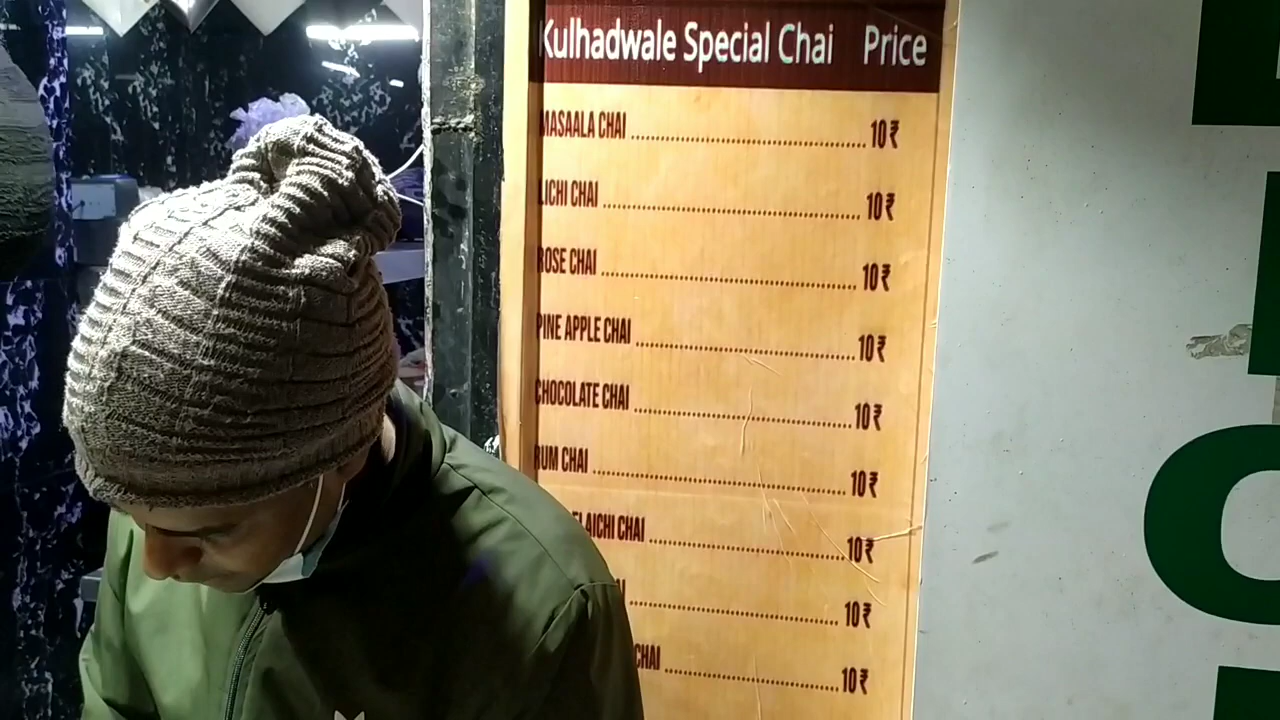 Kulhadwale Special Chai Price
MASAALA CHAI 10₹
LICHI CHAI 10₹
ROSE CHAI 10₹
PINE APPLE CHAI 10₹
CHOCOLATE CHAI 10₹
RUM CHAI 10₹
ELAICHI CHAI 10₹
10₹
CHAI 10₹